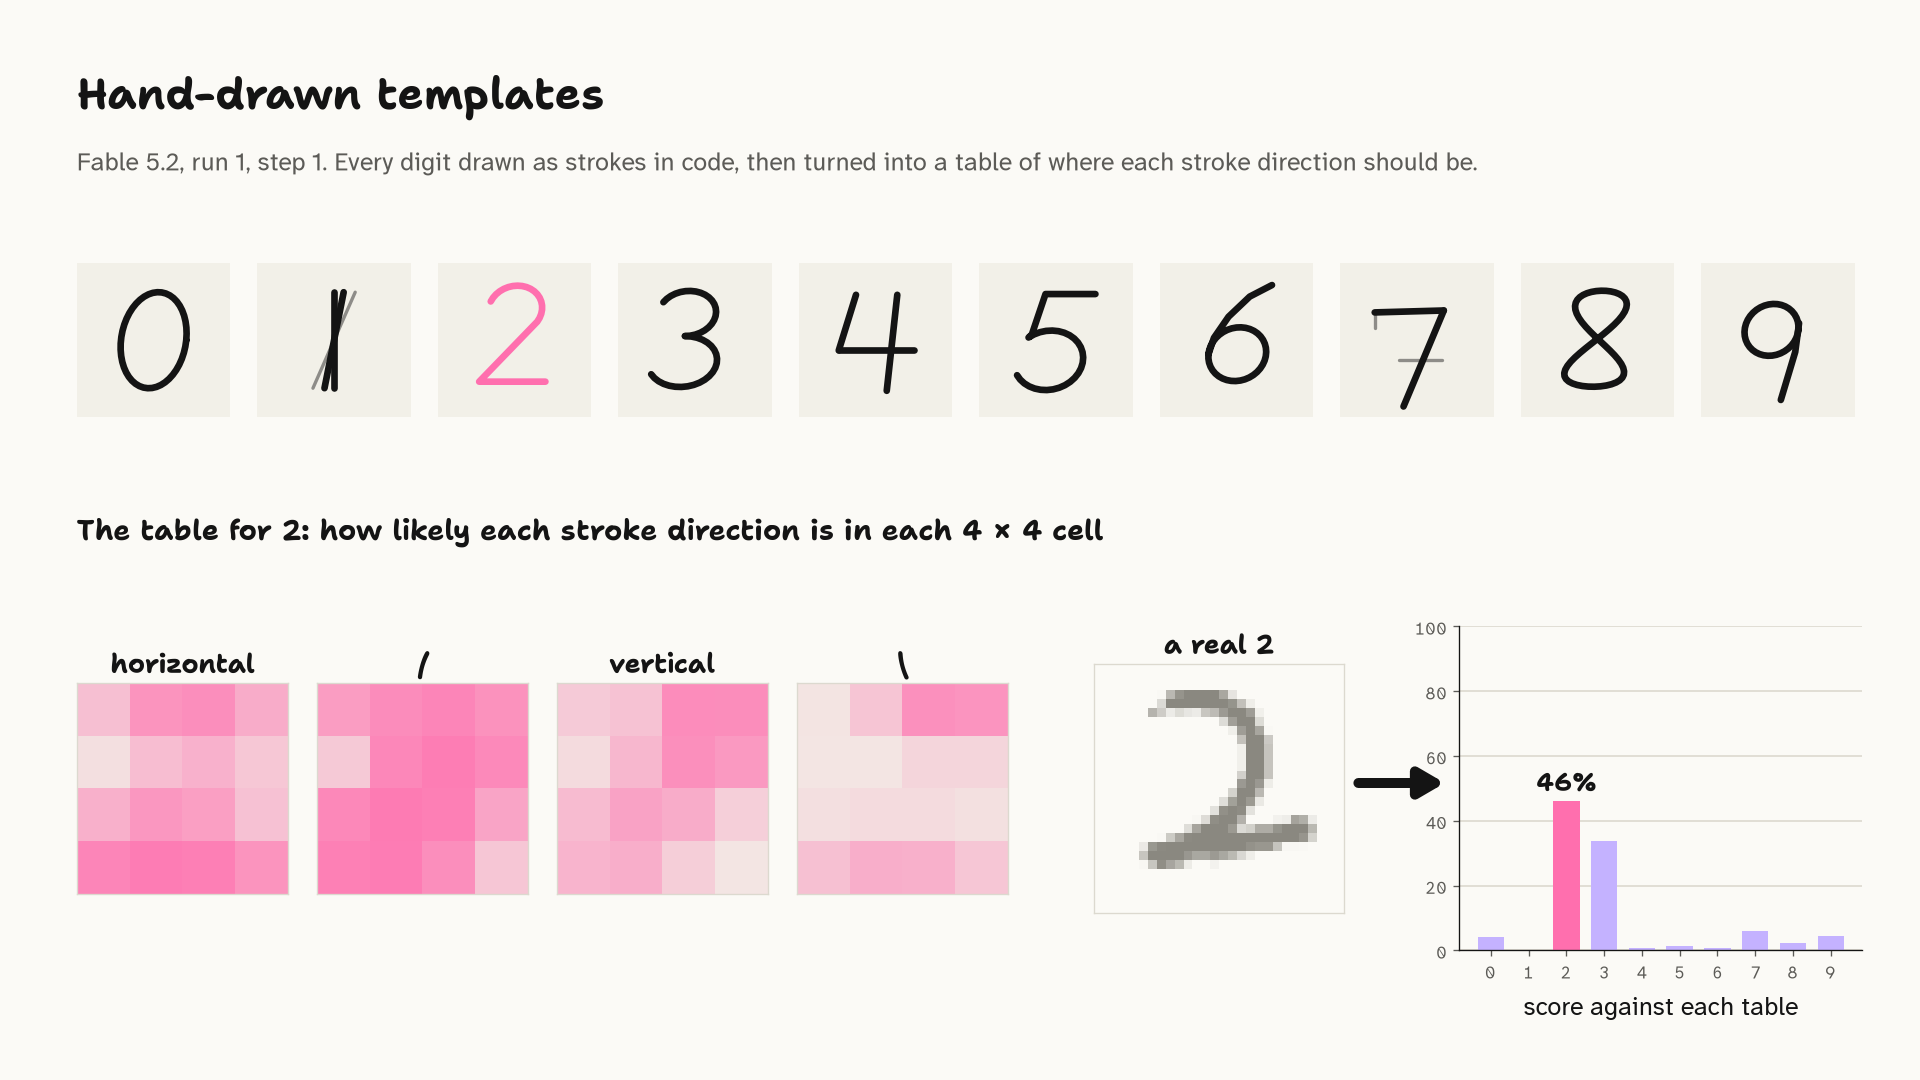 Hand-drawn templates
Fable 5.2, run 1, step 1. Every digit drawn as strokes in code, then turned into a table of where each stroke direction should be.
0 1 2 3 4 5 6 7 8 9
The table for 2: how likely each stroke direction is in each 4 × 4 cell
horizontal / vertical \
a real 2
2
100
80
60
40
20
0
46%
0 1 2 3 4 5 6 7 8 9
score against each table